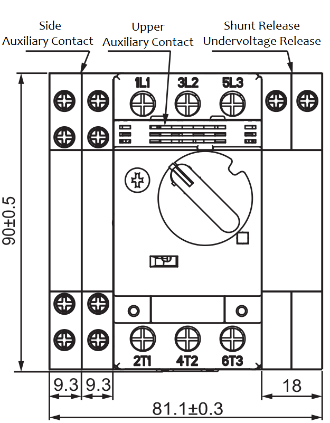 Side
Auxiliary Contact
Upper
Auxiliary Contact
Shunt Release
Undervoltage Release
1L1 3L2 5L3
90±0.5
2T1 4T2 6T3
9.3 9.3 18
81.1±0.3